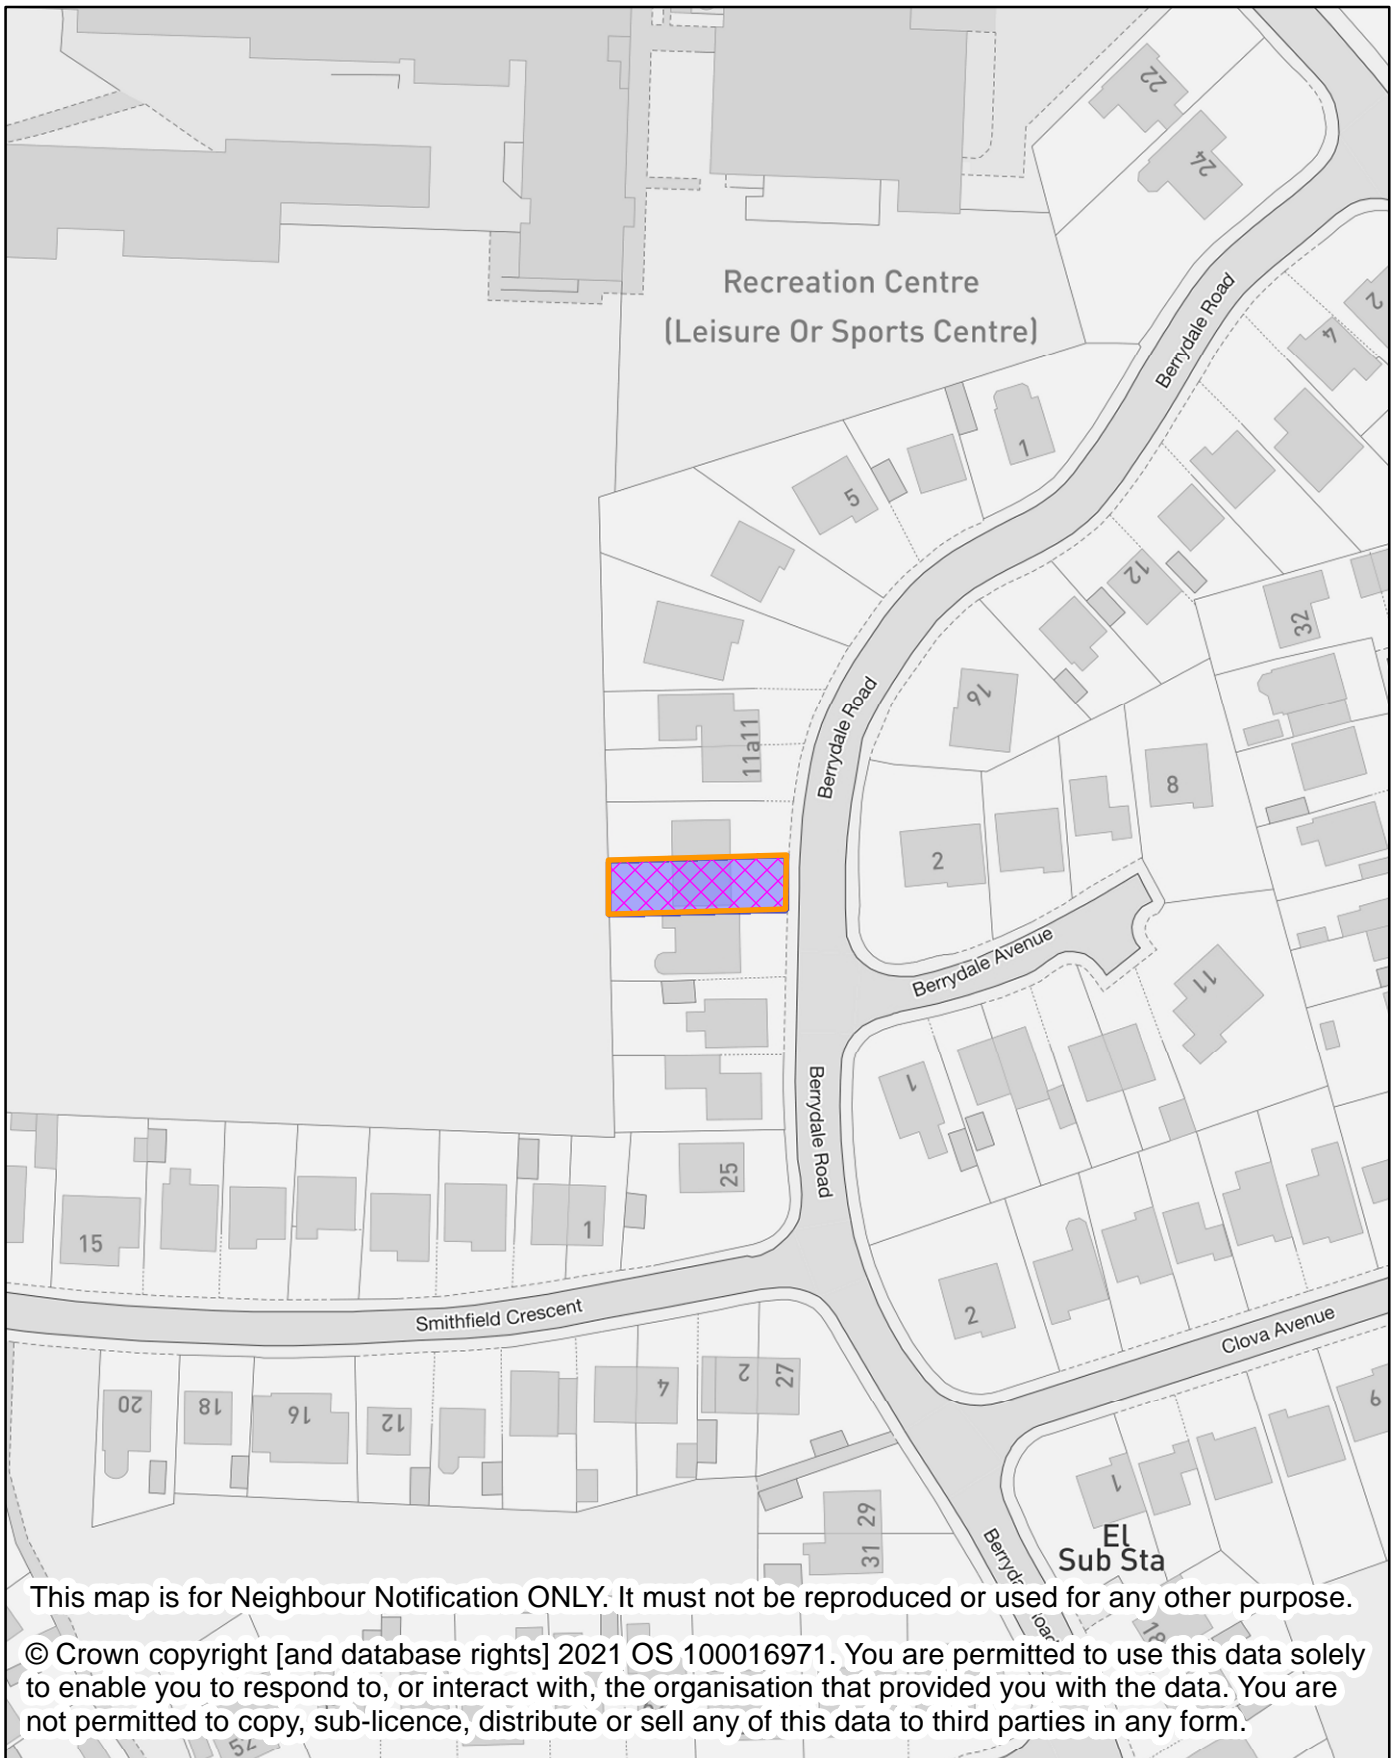 22
24
Recreation Centre
(Leisure Or Sports Centre)
Berrydale Road
2
4
1
5
12
32
16
11a11
Berrydale Road
8
2
Berrydale Avenue
11
1
Berrydale Road
25
15
1
2
Smithfield Crescent
Clova Avenue
20
18
16
12
4
2
27
9
1
29
31
El
Sub Sta
This map is for Neighbour Notification ONLY. It must not be reproduced or used for any other purpose.
18
© Crown copyright [and database rights] 2021 OS 100016971. You are permitted to use this data solely
to enable you to respond to, or interact with, the organisation that provided you with the data. You are
not permitted to copy, sub-licence, distribute or sell any of this data to third parties in any form.
52